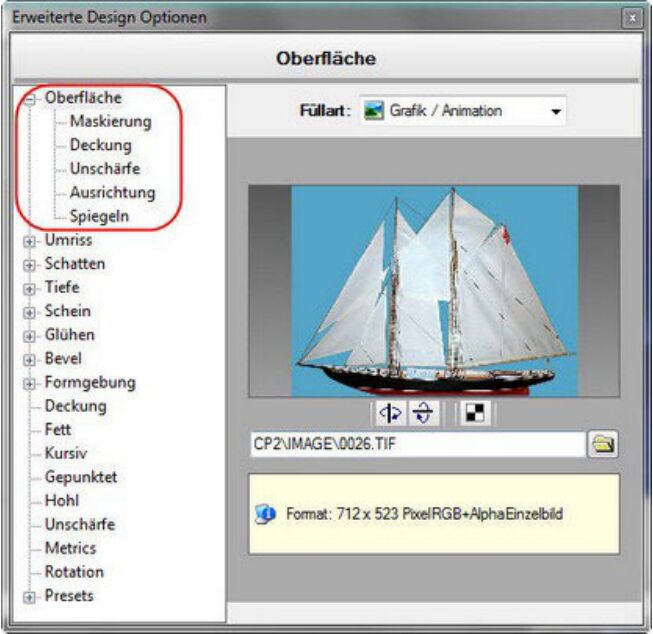 Erweiterte Design Optionen
Oberfläche
Oberfläche
Maskierung
Deckung
Unschärfe
Ausrichtung
Spiegeln
Umriss
Schatten
Tiefe
Schein
Glühen
Bevel
Formgebung
Deckung
Fett
Kursiv
Gepunktet
Hohl
Unschärfe
Metrics
Rotation
Presets
Füllart: Grafik / Animation
CP2\IMAGE\0026.TIF
Format: 712 x 523 PixelRGB+AlphaEinzelbild